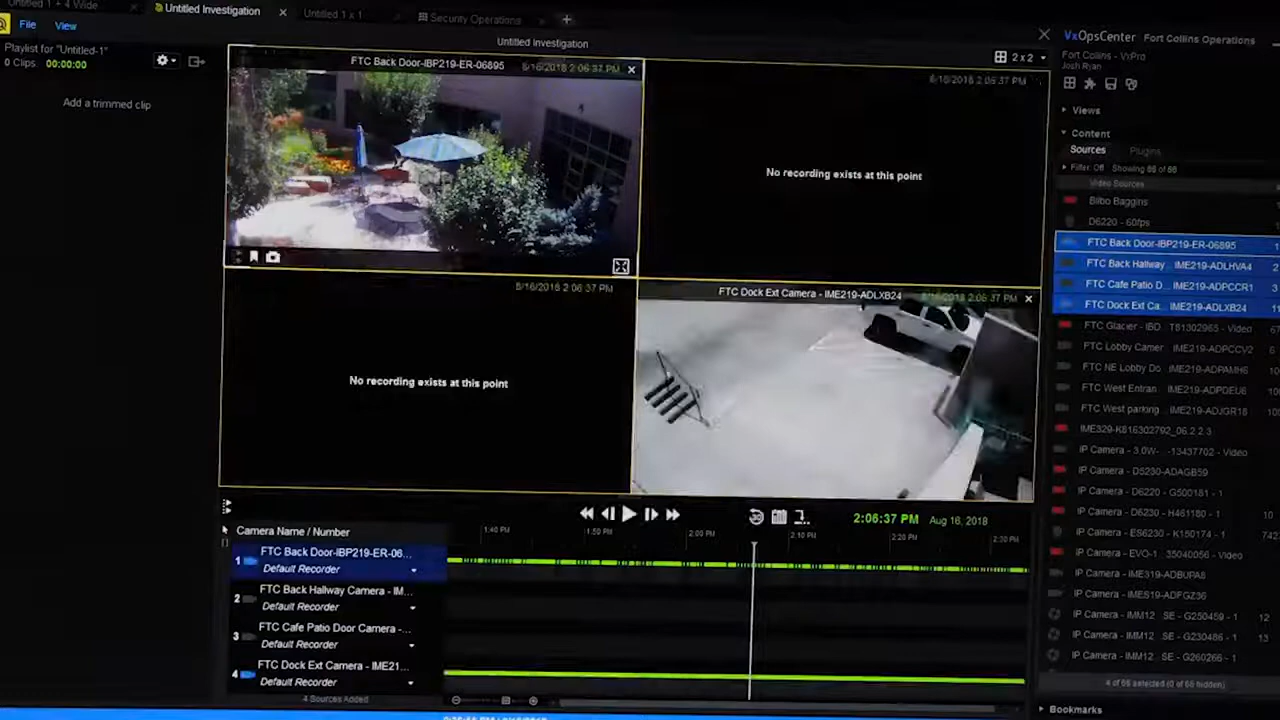 Untitled 1 + 4 Wide
Untitled Investigation
Untitled 1 x 1
Security Operations
File
View
Untitled Investigation
Playlist for "Untitled-1"
0 Clips: 00:00:00
Add a trimmed clip
2 x 2
FTC Back Door-IBP219-ER-06895
8/16/2018 2:06:37 PM
8/16/2018 2:06:37 PM
No recording exists at this point
8/16/2018 2:06:37 PM
No recording exists at this point
FTC Dock Ext Camera - IME219-ADLXB24
8/16/2018 2:06:37 PM
2:06:37 PM
Aug 16, 2018
Camera Name / Number
1:40 PM
1:50 PM
2:00 PM
2:10 PM
2:20 PM
2:30 PM
1
FTC Back Door-IBP219-ER-06...
Default Recorder
2
FTC Back Hallway Camera - IM...
Default Recorder
3
FTC Cafe Patio Door Camera -...
Default Recorder
4
FTC Dock Ext Camera - IME21...
Default Recorder
4 Sources Added
VxOpsCenter
Fort Collins Operations
Fort Collins - VxPro
Josh Ryan
Views
Content
Sources
Plugins
Filter: Off Showing 66 of 66
Video Sources
Bilbo Baggins
D6220 - 60fps
FTC Back Door-IBP219-ER-06895
FTC Back Hallway... IME219-ADLHVA4
FTC Cafe Patio D... IME219-ADPCCR1
FTC Dock Ext Ca... IME219-ADLXB24
FTC Glacier - IBD... T81302965 - Video
FTC Lobby Camer... IME219-ADPCCV2
FTC NE Lobby Do... IME219-ADPAMH6
FTC West Entran... IME219-ADPDEU6
FTC West parking... IME219-ADJGR18
IME329-K816302792_06.2.2.3
IP Camera - 3.0W-...-13437702 - Video
IP Camera - D5230-ADAGB59
IP Camera - D6220 - G500181 - 1
IP Camera - D6230 - H461180 - 1
IP Camera - ES6230 - K150174 - 1
IP Camera - EVO-1... 35040056 - Video
IP Camera - IME319-ADBUPA8
IP Camera - IMES19-ADFGZ36
IP Camera - IMM12... SE - G250459 - 1
IP Camera - IMM12... SE - G230486 - 1
IP Camera - IMM12... SE - G260266 - 1
4 of 66 selected (0 of 66 hidden)
Bookmarks